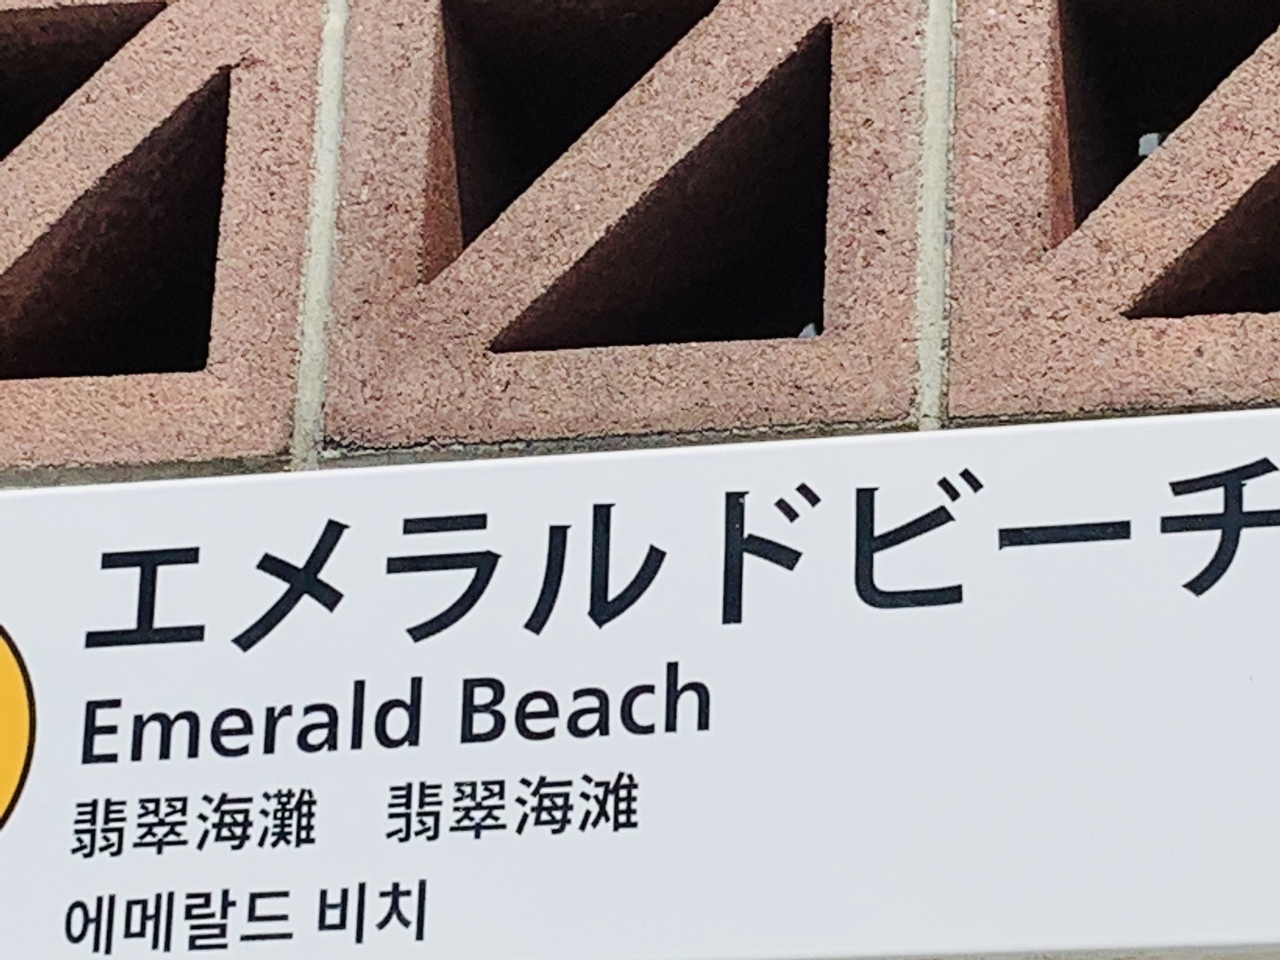 エメラルドビーチ
Emerald Beach
翡翠海灘　翡翠海滩
에메랄드 비치